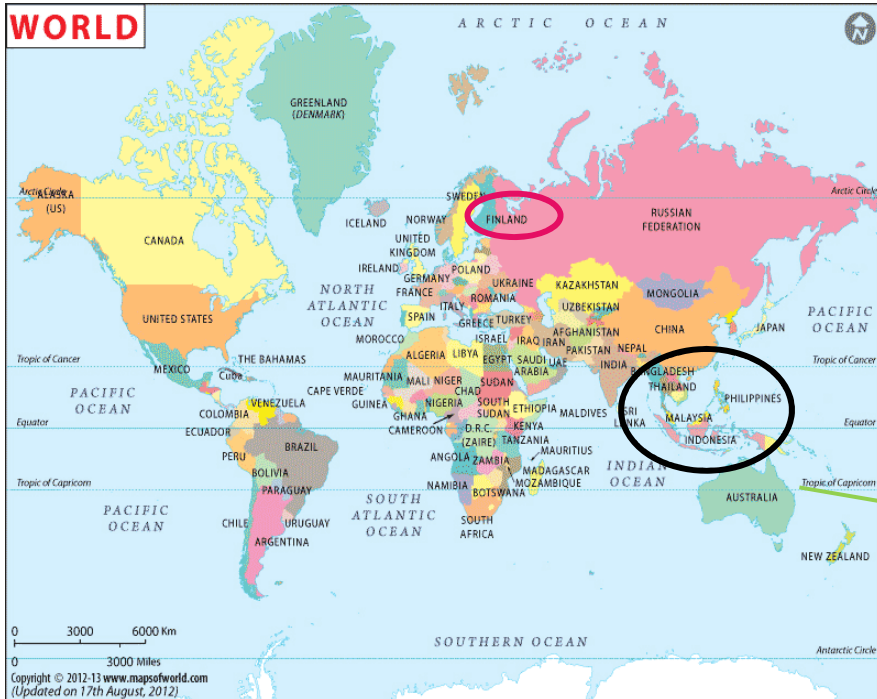 WORLD
ARCTIC OCEAN
N
GREENLAND
(DENMARK)
Arctic Circle
ALASKA
(US)
Arctic Circle
SWEDEN
FINLAND
ICELAND
NORWAY
RUSSIAN
FEDERATION
CANADA
UNITED
KINGDOM
IRELAND
POLAND
GERMANY
UKRAINE
KAZAKHSTAN
FRANCE
NORTH
ATLANTIC
OCEAN
ITALY
ROMANIA
UZBEKISTAN
MONGOLIA
PACIFIC
OCEAN
UNITED STATES
SPAIN
GREECE
TURKEY
AFGHANISTAN
CHINA
JAPAN
MOROCCO
ISRAEL
IRAQ
IRAN
PAKISTAN
NEPAL
Tropic of Cancer
THE BAHAMAS
ALGERIA
LIBYA
EGYPT
SAUDI
ARABIA
UAE
INDIA
BANGLADESH
Tropic of Cancer
MEXICO
Cuba
MAURITANIA
MALI
NIGER
CHAD
SUDAN
THAILAND
PACIFIC
OCEAN
CAPE VERDE
PHILIPPINES
VENEZUELA
GUINEA
NIGERIA
SOUTH
SUDAN
ETHIOPIA
MALDIVES
SRI
LANKA
MALAYSIA
COLOMBIA
GHANA
Equator
ECUADOR
CAMEROON
D.R.C.
(ZAIRE)
KENYA
TANZANIA
INDONESIA
Equator
BRAZIL
MAURITIUS
PERU
ANGOLA
ZAMBIA
MADAGASCAR
MOZAMBIQUE
INDIAN
OCEAN
BOLIVIA
Tropic of Capricorn
PARAGUAY
NAMIBIA
BOTSWANA
Tropic of Capricorn
AUSTRALIA
PACIFIC
OCEAN
SOUTH
ATLANTIC
OCEAN
CHILE
URUGUAY
SOUTH
AFRICA
ARGENTINA
NEW ZEALAND
0 3000 6000 Km
0 3000 Miles
SOUTHERN OCEAN
Antarctic Circle
Copyright © 2012-13 www.mapsofworld.com
(Updated on 17th August, 2012)